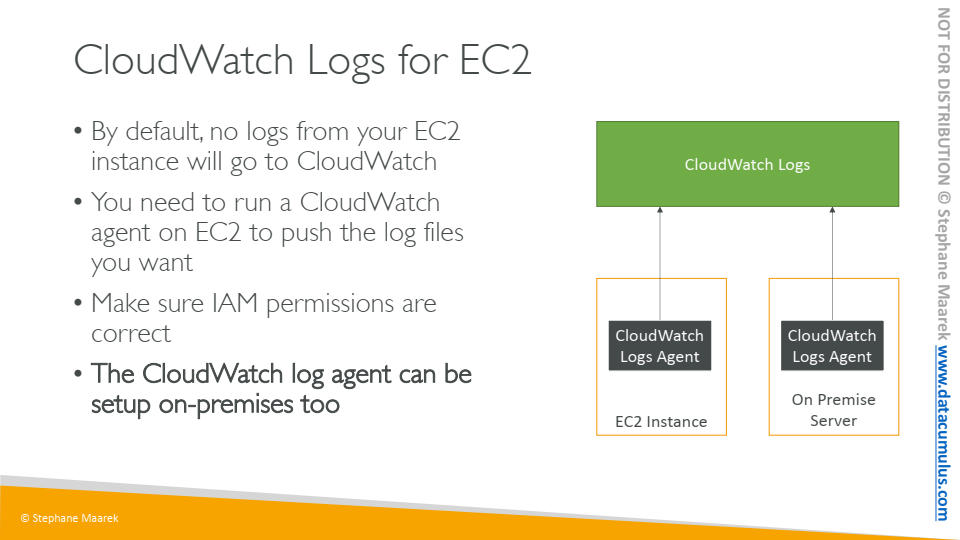 CloudWatch Logs for EC2
• By default, no logs from your EC2
instance will go to CloudWatch
• You need to run a CloudWatch
agent on EC2 to push the log files
you want
• Make sure IAM permissions are
correct
• The CloudWatch log agent can be
setup on-premises too
CloudWatch Logs
CloudWatch
Logs Agent
EC2 Instance
CloudWatch
Logs Agent
On Premise
Server
NOT FOR DISTRIBUTION © Stephane Maarek www.datacumulus.com
© Stephane Maarek